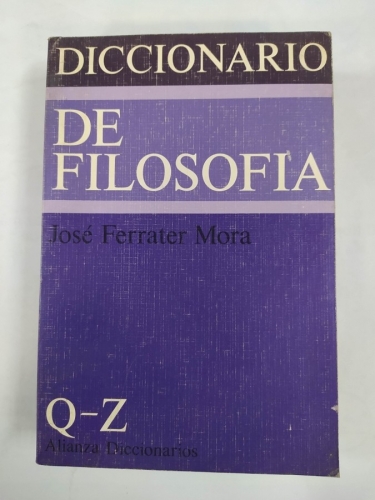 DICCIONARIO
DE
FILOSOFIA
José Ferrater Mora
Q-Z
Alianza Diccionarios